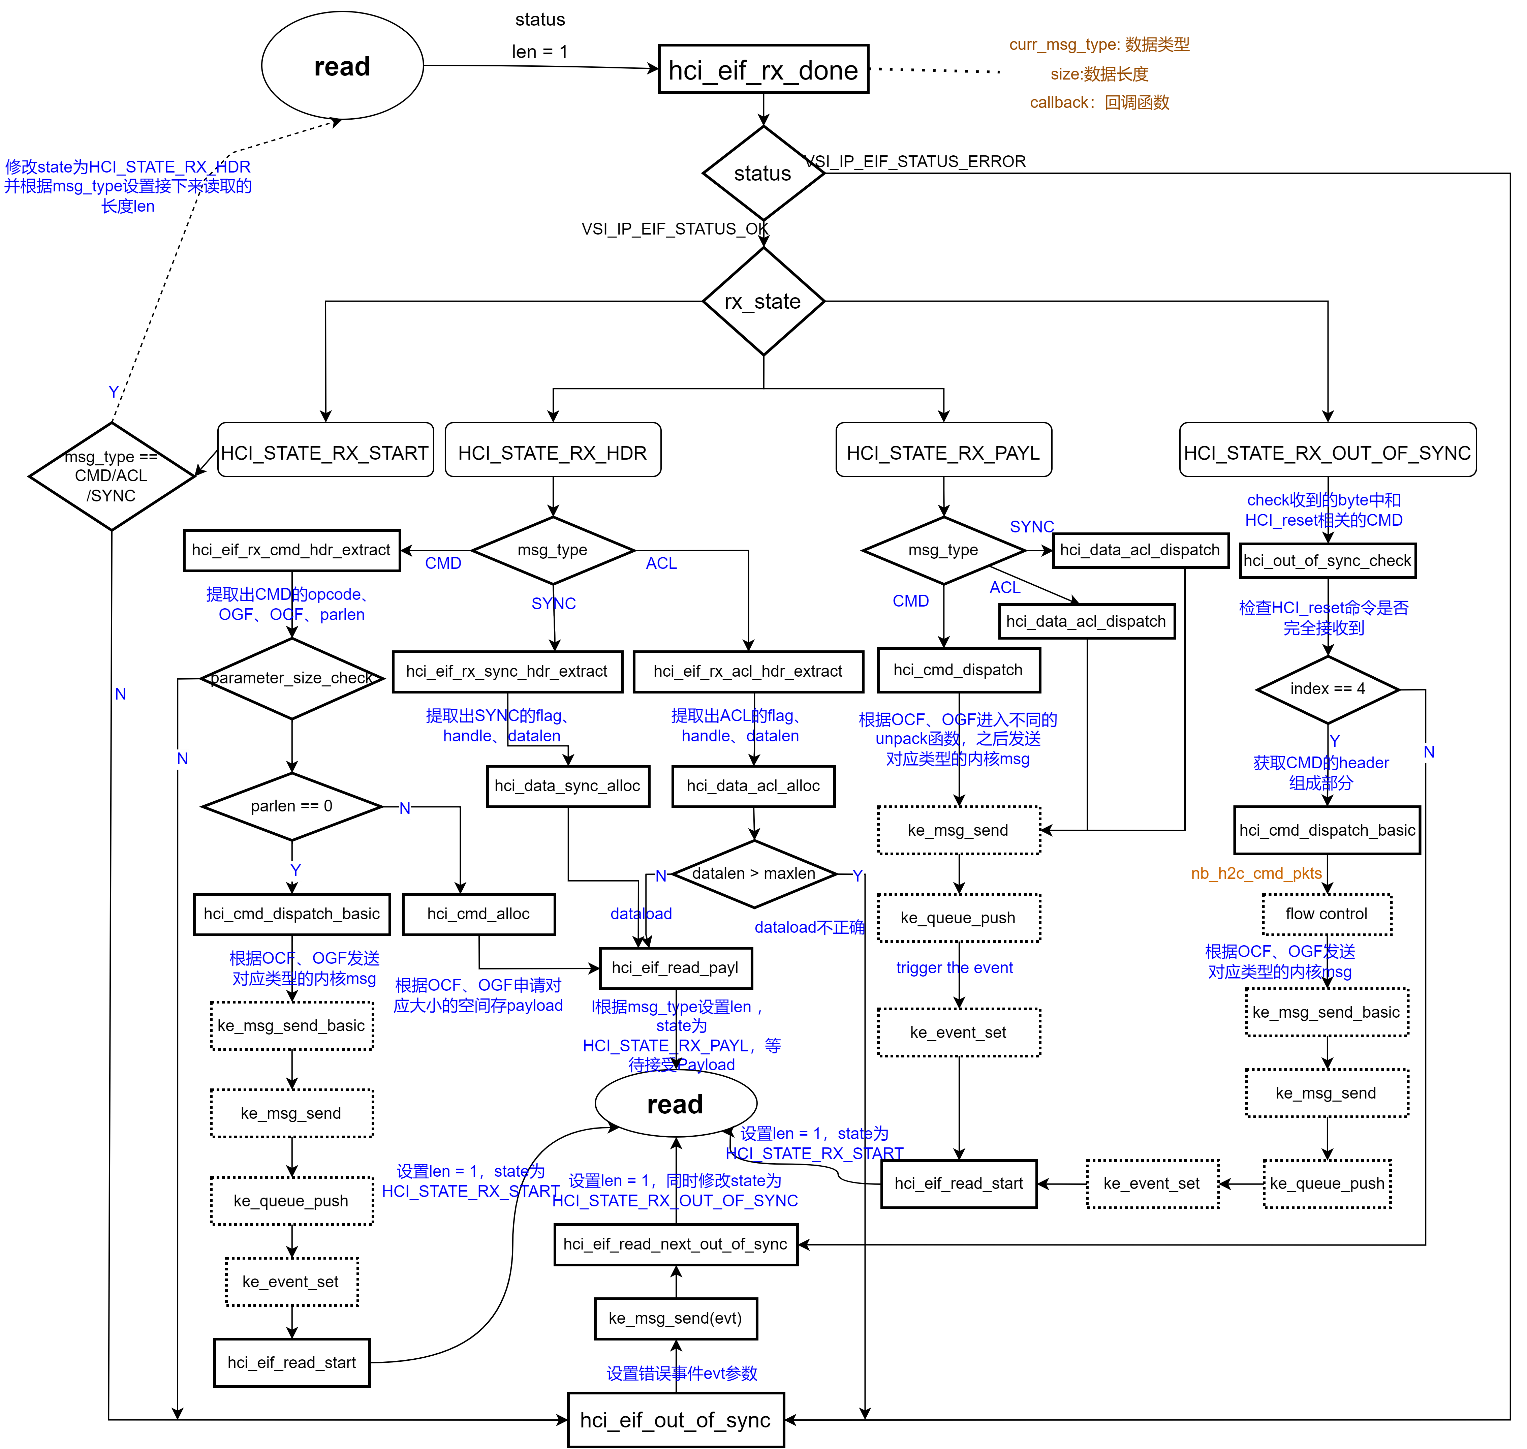 read
status
len = 1
hci_eif_rx_done
curr_msg_type: 数据类型
size:数据长度
callback：回调函数
status
VSI_IP_EIF_STATUS_ERROR
修改state为HCI_STATE_RX_HDR
并根据msg_type设置接下来读取的
长度len
VSI_IP_EIF_STATUS_OK
rx_state
Y
msg_type ==
CMD/ACL
/SYNC
HCI_STATE_RX_START
HCI_STATE_RX_HDR
HCI_STATE_RX_PAYL
HCI_STATE_RX_OUT_OF_SYNC
check收到的byte中和
HCI_reset相关的CMD
hci_eif_rx_cmd_hdr_extract
CMD
msg_type
ACL
SYNC
msg_type
SYNC
hci_data_acl_dispatch
ACL
CMD
hci_data_acl_dispatch
hci_out_of_sync_check
提取出CMD的opcode、
OGF、OCF、parlen
检查HCI_reset命令是否
完全接收到
parameter_size_check
hci_eif_rx_sync_hdr_extract
hci_eif_rx_acl_hdr_extract
hci_cmd_dispatch
index == 4
N
提取出SYNC的flag、
handle、datalen
提取出ACL的flag、
handle、datalen
根据OCF、OGF进入不同的
unpack函数，之后发送
对应类型的内核msg
Y
N
获取CMD的header
组成部分
N
hci_data_sync_alloc
hci_data_acl_alloc
parlen == 0
N
ke_msg_send
hci_cmd_dispatch_basic
Y
datalen > maxlen
N
Y
nb_h2c_cmd_pkts
hci_cmd_dispatch_basic
hci_cmd_alloc
dataload
dataload不正确
ke_queue_push
flow control
根据OCF、OGF发送
对应类型的内核msg
根据OCF、OGF申请对
应大小的空间存payload
hci_eif_read_payl
trigger the event
根据OCF、OGF发送
对应类型的内核msg
ke_msg_send_basic
l根据msg_type设置len，
state为
HCI_STATE_RX_PAYL，等
待接受Payload
ke_event_set
ke_msg_send_basic
ke_msg_send
read
ke_msg_send
设置len = 1，state为
HCI_STATE_RX_START
设置len = 1，state为
HCI_STATE_RX_START
设置len = 1，同时修改state为
HCI_STATE_RX_OUT_OF_SYNC
hci_eif_read_start
ke_event_set
ke_queue_push
ke_queue_push
hci_eif_read_next_out_of_sync
ke_event_set
ke_msg_send(evt)
hci_eif_read_start
设置错误事件evt参数
hci_eif_out_of_sync